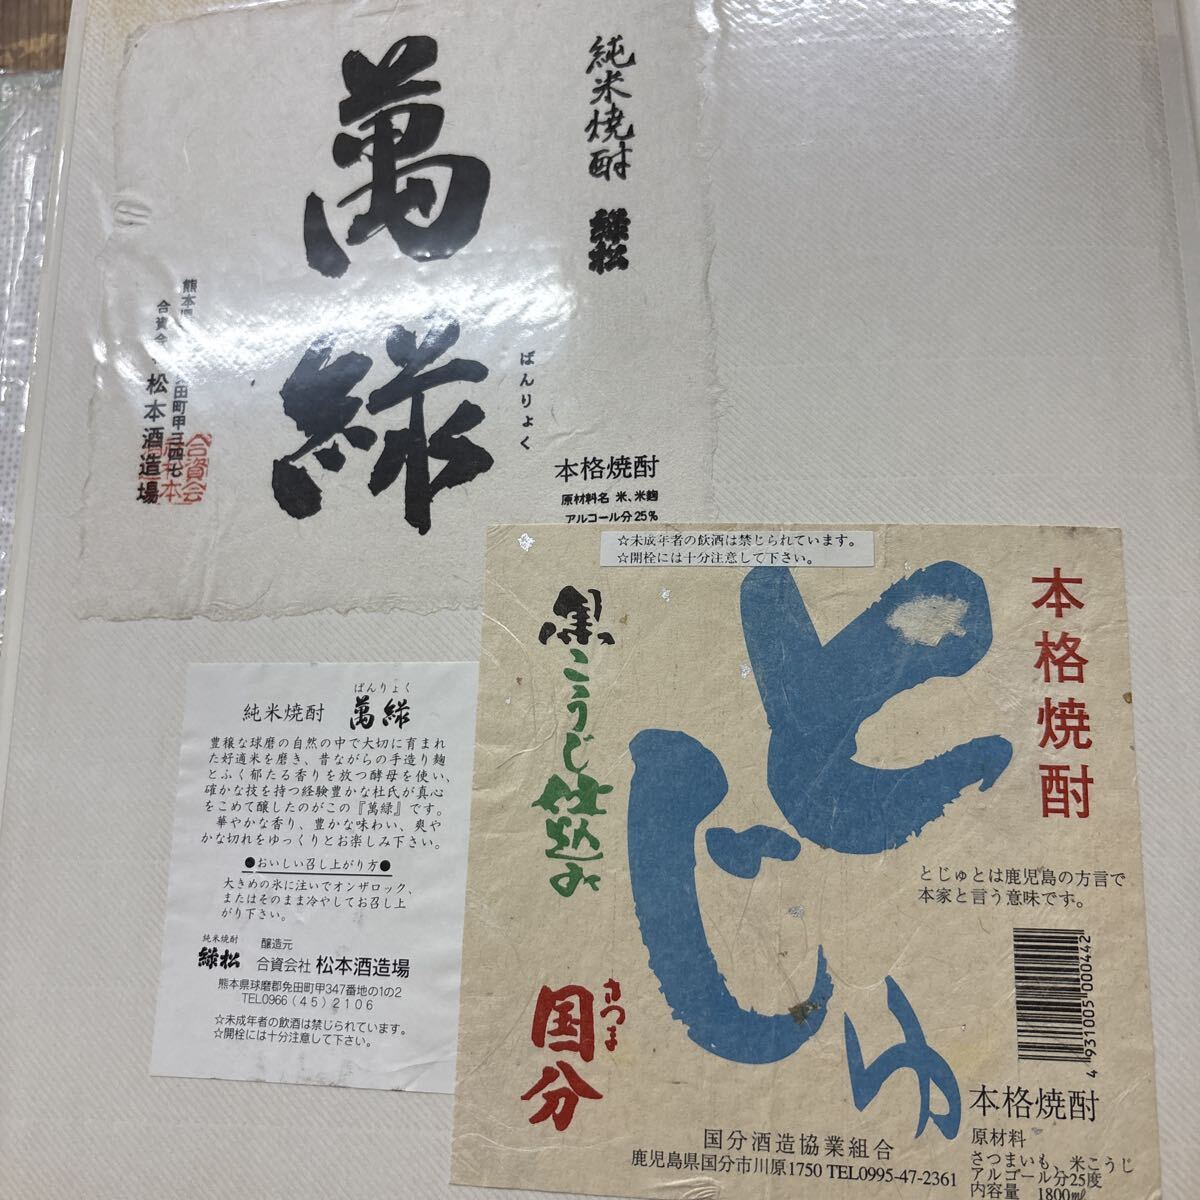 純米焼酎 緑松
萬緑
ばんりょく
本格焼酎
原材料名 米、米麹
アルコール分25%
熊本県
田町甲三四七
合資会
松本酒造場
純米焼酎 萬緑
ばんりょく
豊穣な球磨の自然の中で大切に育まれ
た好適米を磨き、昔ながらの手造り麹
とふく郁たる香りを放つ酵母を使い、
確かな技を持つ経験豊かな杜氏が真心
をこめて醸したのがこの『萬緑』です。
華やかな香り、豊かな味わい、爽や
かな切れをゆっくりとお楽しみ下さい。
●おいしい召し上がり方●
大きめの氷に注いでオンザロック、
またはそのまま冷やしてお召し上
がり下さい。
純米焼酎
緑松
醸造元
合資会社 松本酒造場
熊本県球磨郡免田町甲347番地の1の2
TEL0966(45)2106
☆未成年者の飲酒は禁じられています。
☆開栓には十分注意して下さい。
☆未成年者の飲酒は禁じられています。
☆開栓には十分注意して下さい。
本格焼酎
とじゅ
黒こうじ仕込み
さつま
国分
とじゅとは鹿児島の方言で
本家と言う意味です。
4 931005 000442
本格焼酎
原材料
さつまいも、米こうじ
アルコール分25度
内容量 1800㎖
国分酒造協業組合
鹿児島県国分市川原1750 TEL0995-47-2361